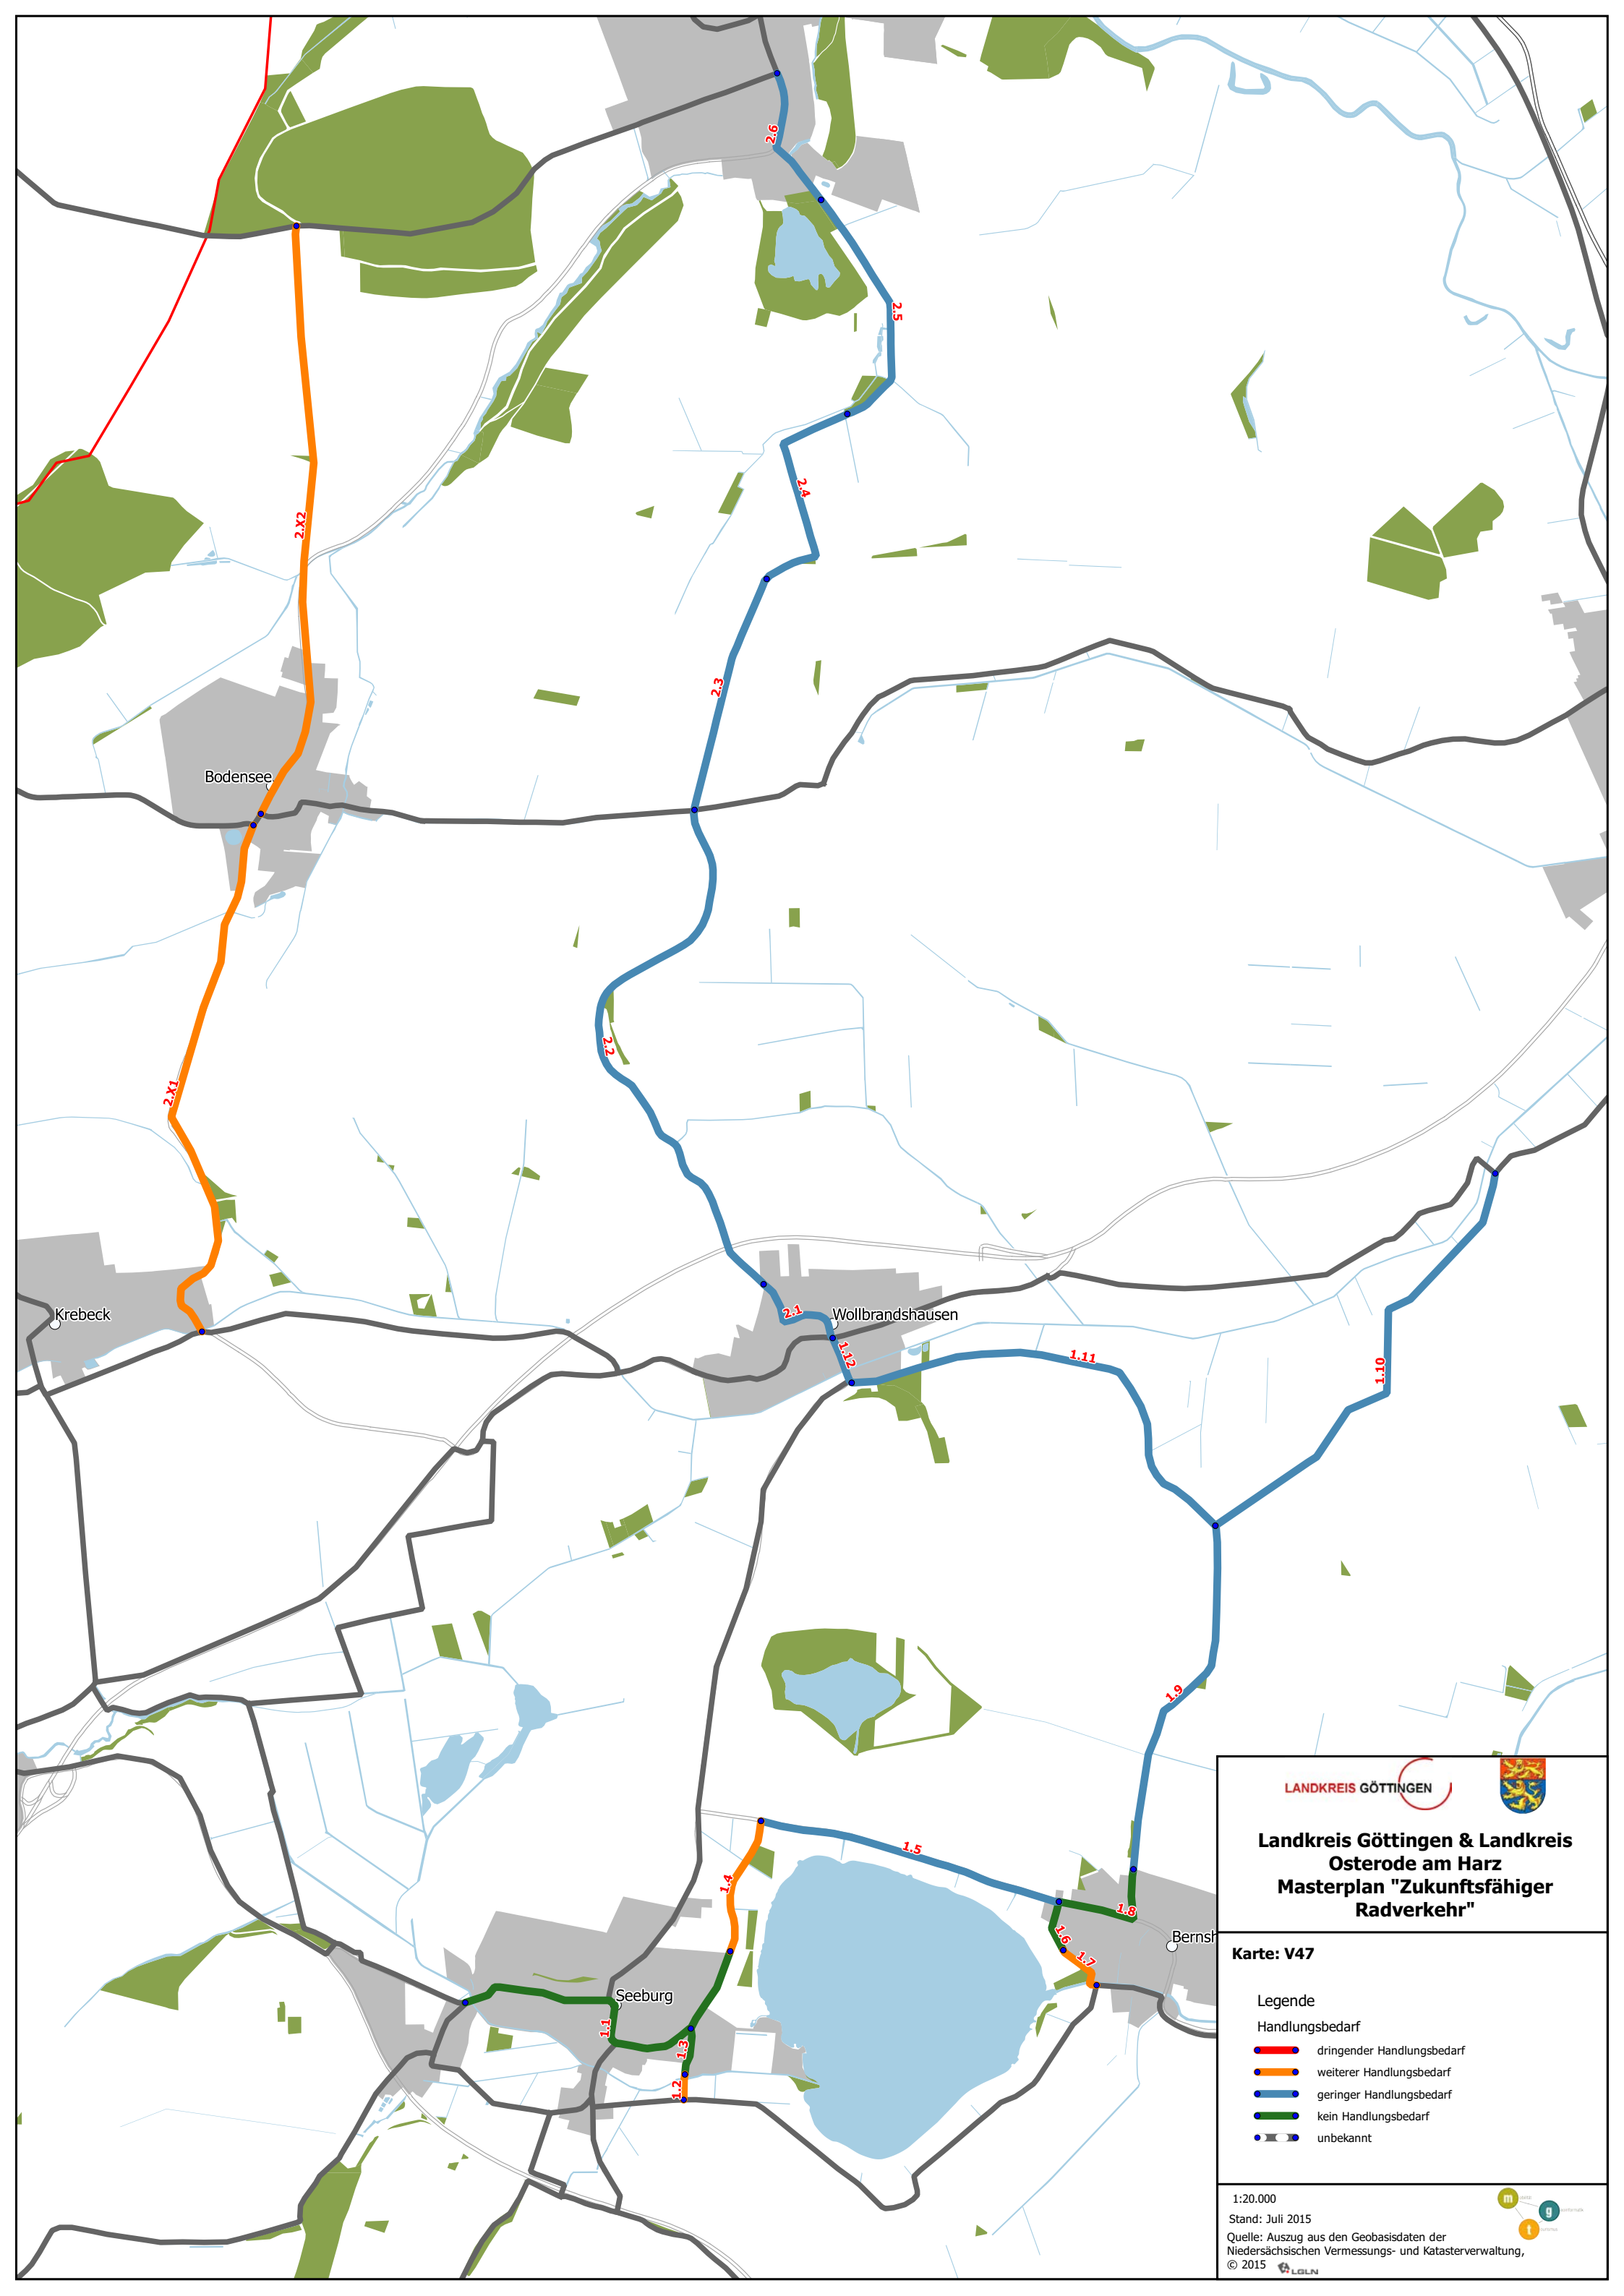 2.6
2.5
2.4
2.X2
2.3
Bodensee
2.2
2.X1
Krebeck
2.1
Wollbrandshausen
1.12
1.11
1.10
1.9
1.5
1.4
1.8
1.6
1.7
Bernsh
Seeburg
1.1
1.3
1.2
LANDKREIS GÖTTINGEN
Landkreis Göttingen & Landkreis
Osterode am Harz
Masterplan "Zukunftsfähiger
Radverkehr"
Karte: V47
Legende
Handlungsbedarf
dringender Handlungsbedarf
weiterer Handlungsbedarf
geringer Handlungsbedarf
kein Handlungsbedarf
unbekannt
1:20.000
Stand: Juli 2015
Quelle: Auszug aus den Geobasisdaten der
Niedersächsischen Vermessungs- und Katasterverwaltung,
© 2015 LGLN
m
g
t